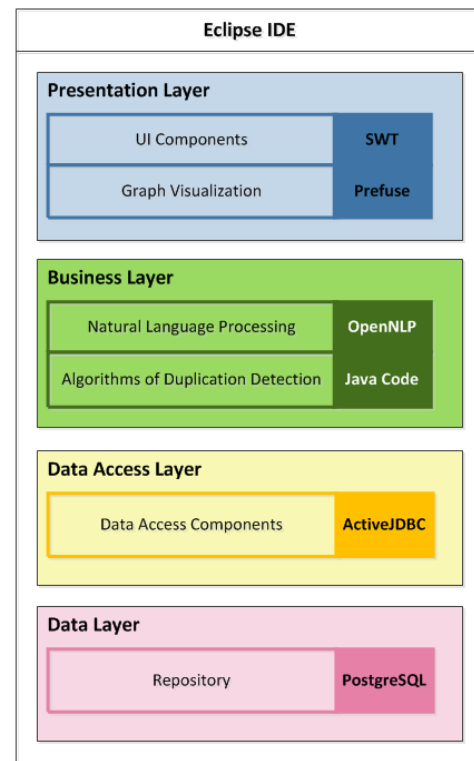 Eclipse IDE
Presentation Layer
UI Components SWT
Graph Visualization Prefuse
Business Layer
Natural Language Processing OpenNLP
Algorithms of Duplication Detection Java Code
Data Access Layer
Data Access Components ActiveJDBC
Data Layer
Repository PostgreSQL